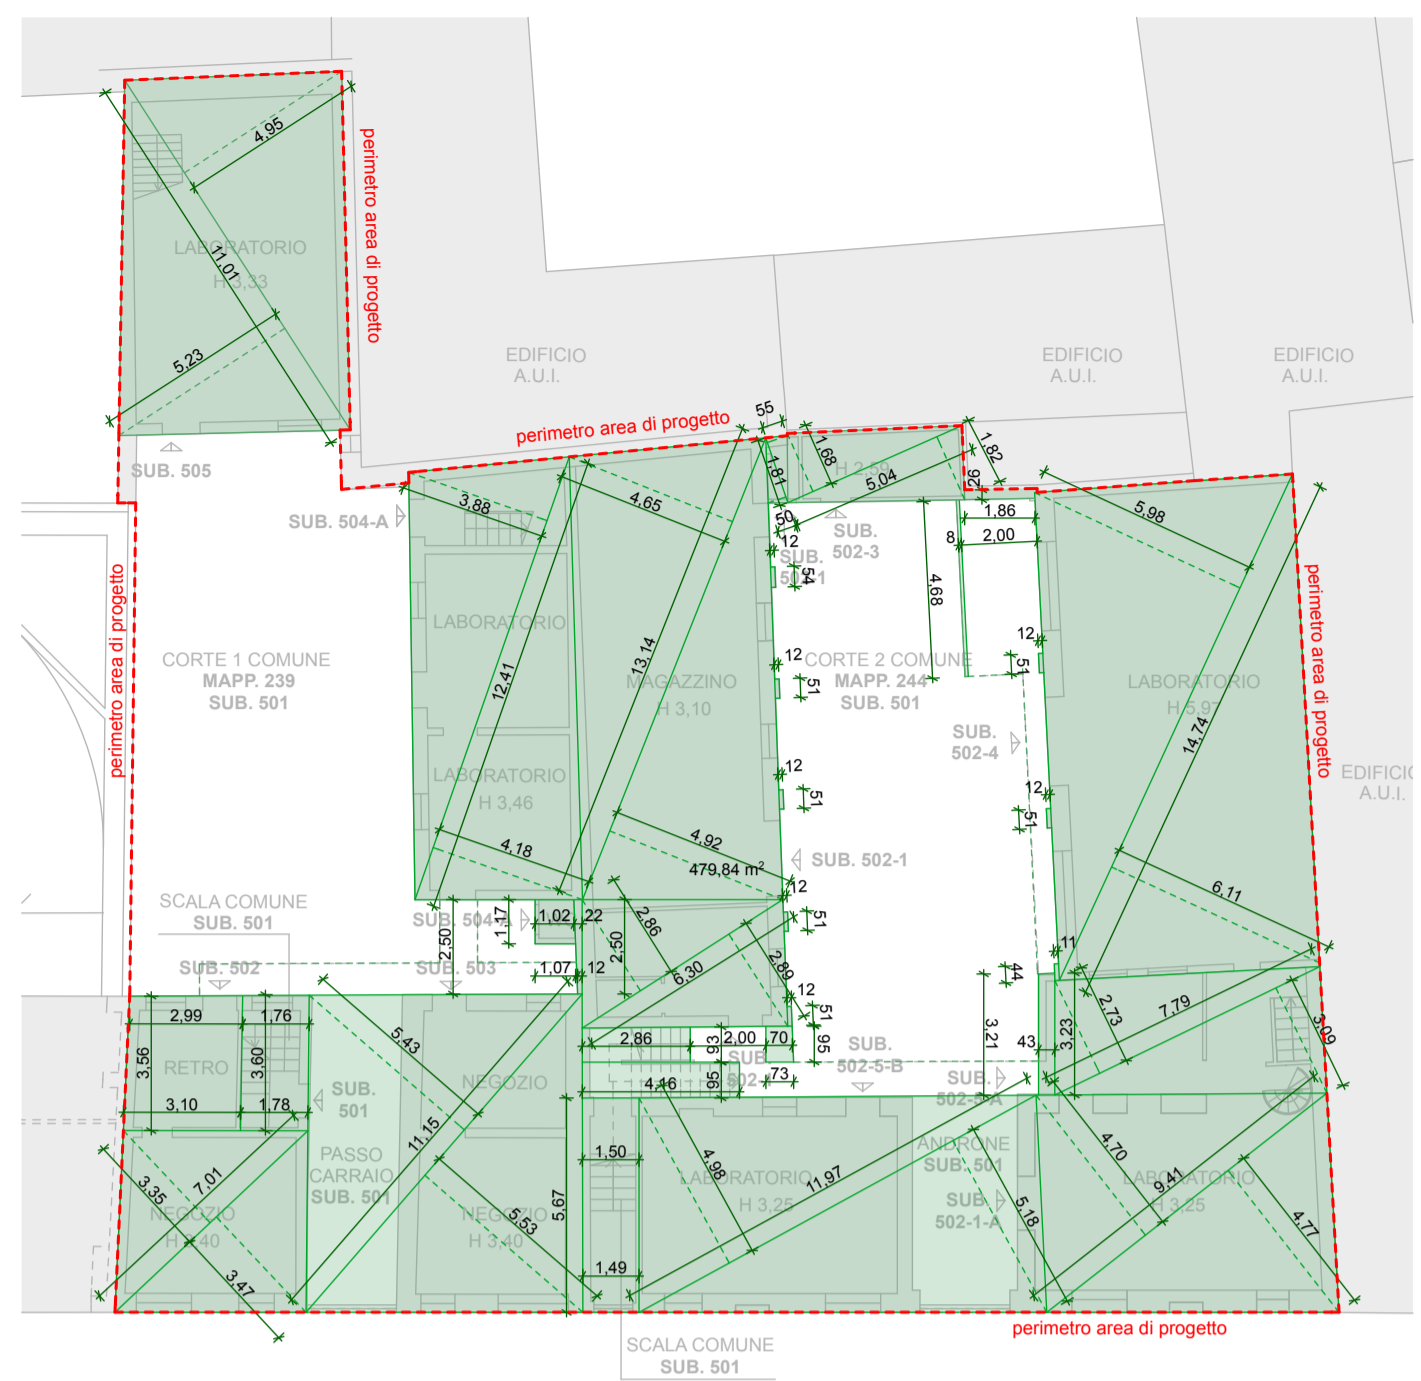 4,95
perimetro area di progetto
LABORATORIO
H 3,33
11,01
5,23
SUB. 505
EDIFICIO
A.U.I.
EDIFICIO
A.U.I.
EDIFICIO
A.U.I.
perimetro area di progetto
55
1,68
1,82
H 2,59
1,81
5,04
26
3,88
4,65
SUB. 504-A
50
SUB.
502-3
1,86
8
2,00
5,98
12
54
4,68
perimetro area di progetto
perimetro area di progetto
LABORATORIO
13,14
12,41
12
51
12
51
CORTE 1 COMUNE
MAPP. 239
SUB. 501
MAGAZZINO
H 3,10
CORTE 2 COMUNE
MAPP. 244
SUB. 501
LABORATORIO
14,74
SUB.
502-4
LABORATORIO
H 3,46
12
51
12
51
EDIFICIO
A.U.I.
4,18
4,92
479,84 m²
SUB. 502-1
6,11
SCALA COMUNE
SUB. 501
1,17
1,02
22
2,50
2,50
2,86
12
51
11
44
SUB. 502
SUB. 503
1,07
12
6,30
2,89
12
51
2,73
7,79
3,09
2,99
1,76
3,56
3,60
RETRO
5,43
NEGOZIO
2,86
93
2,00
70
95
SUB.
502-5-B
3,21
43
3,23
3,10
1,78
SUB.
501
95
4,16
73
SUB.
11,15
PASSO
CARRAIO
SUB. 501
7,01
3,35
NEGOZIO
3,47
NEGOZIO
H 3,40
5,53
5,67
1,50
1,49
4,98
LABORATORIO
H 3,25
11,97
ANDRONE
SUB. 501
SUB.
502-1-A
5,18
4,70
LABORATORIO
H 3,25
9,41
4,77
perimetro area di progetto
SCALA COMUNE
SUB. 501